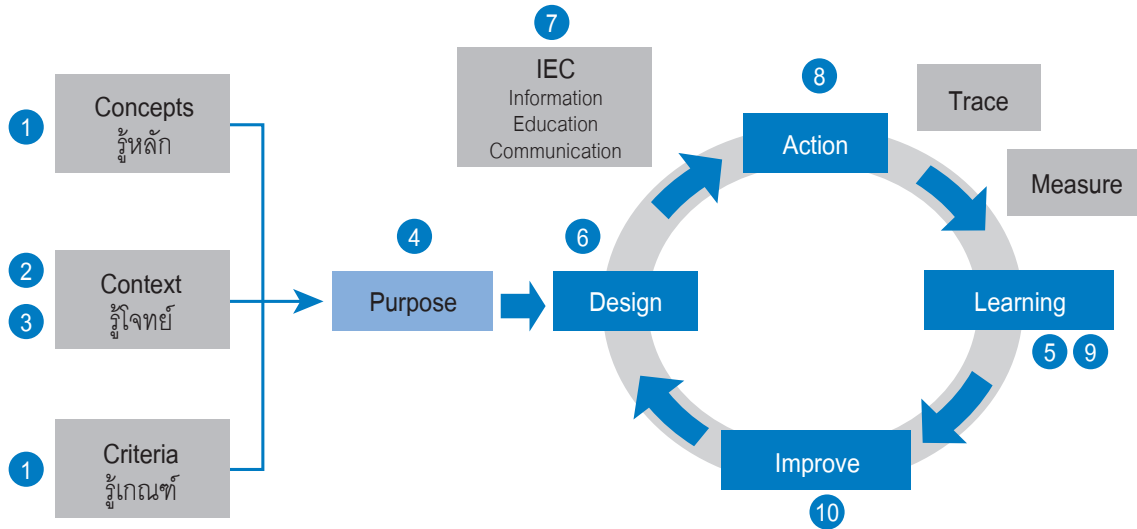 1
Concepts
รู้หลัก
2
3
Context
รู้โจทย์
1
Criteria
รู้เกณฑ์
4
Purpose
6
Design
7
IEC
Information
Education
Communication
8
Action
Trace
Measure
Learning
5 9
Improve
10